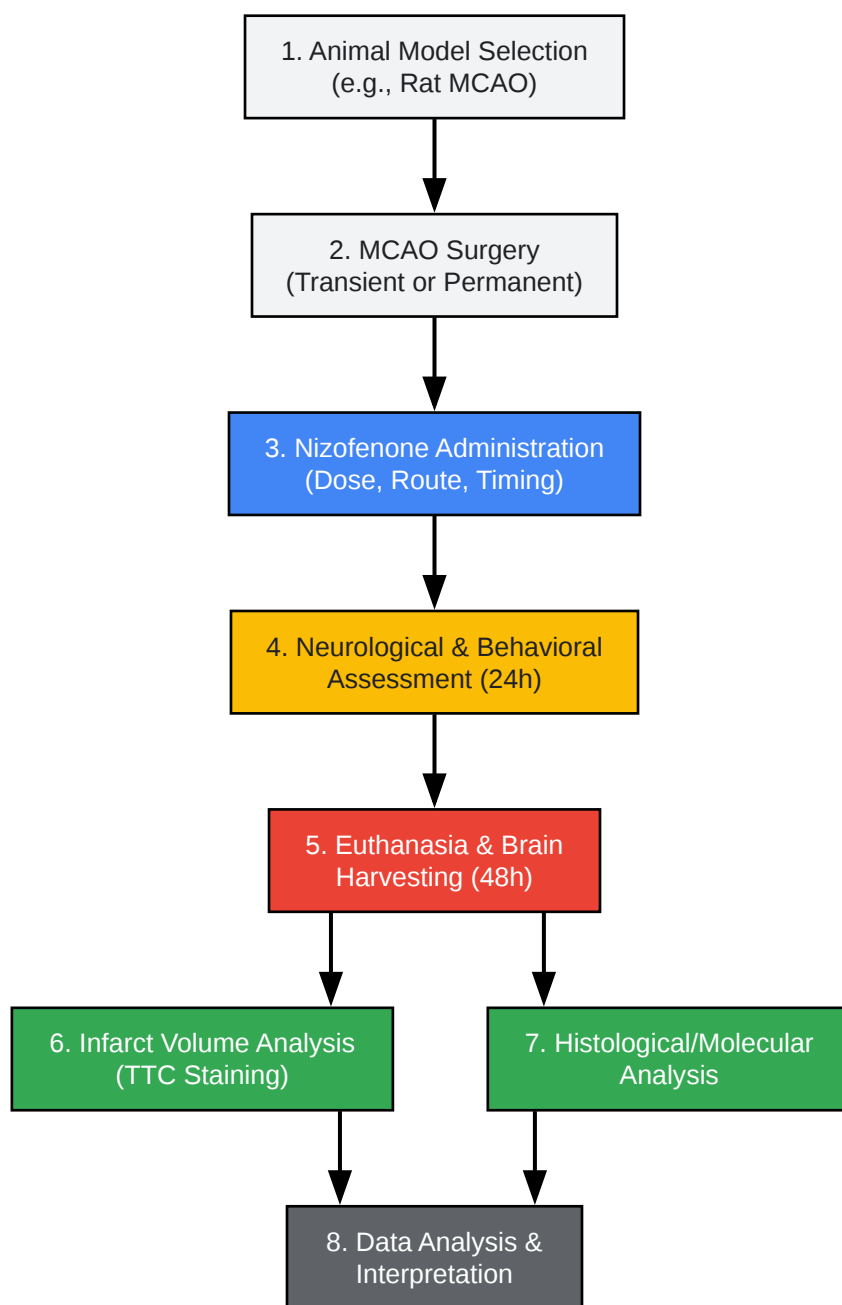 1. Animal Model Selection
(e.g., Rat MCAO)
2. MCAO Surgery
(Transient or Permanent)
3. Nizofenone Administration
(Dose, Route, Timing)
4. Neurological & Behavioral
Assessment (24h)
5. Euthanasia & Brain
Harvesting (48h)
6. Infarct Volume Analysis
(TTC Staining)
7. Histological/Molecular
Analysis
8. Data Analysis &
Interpretation